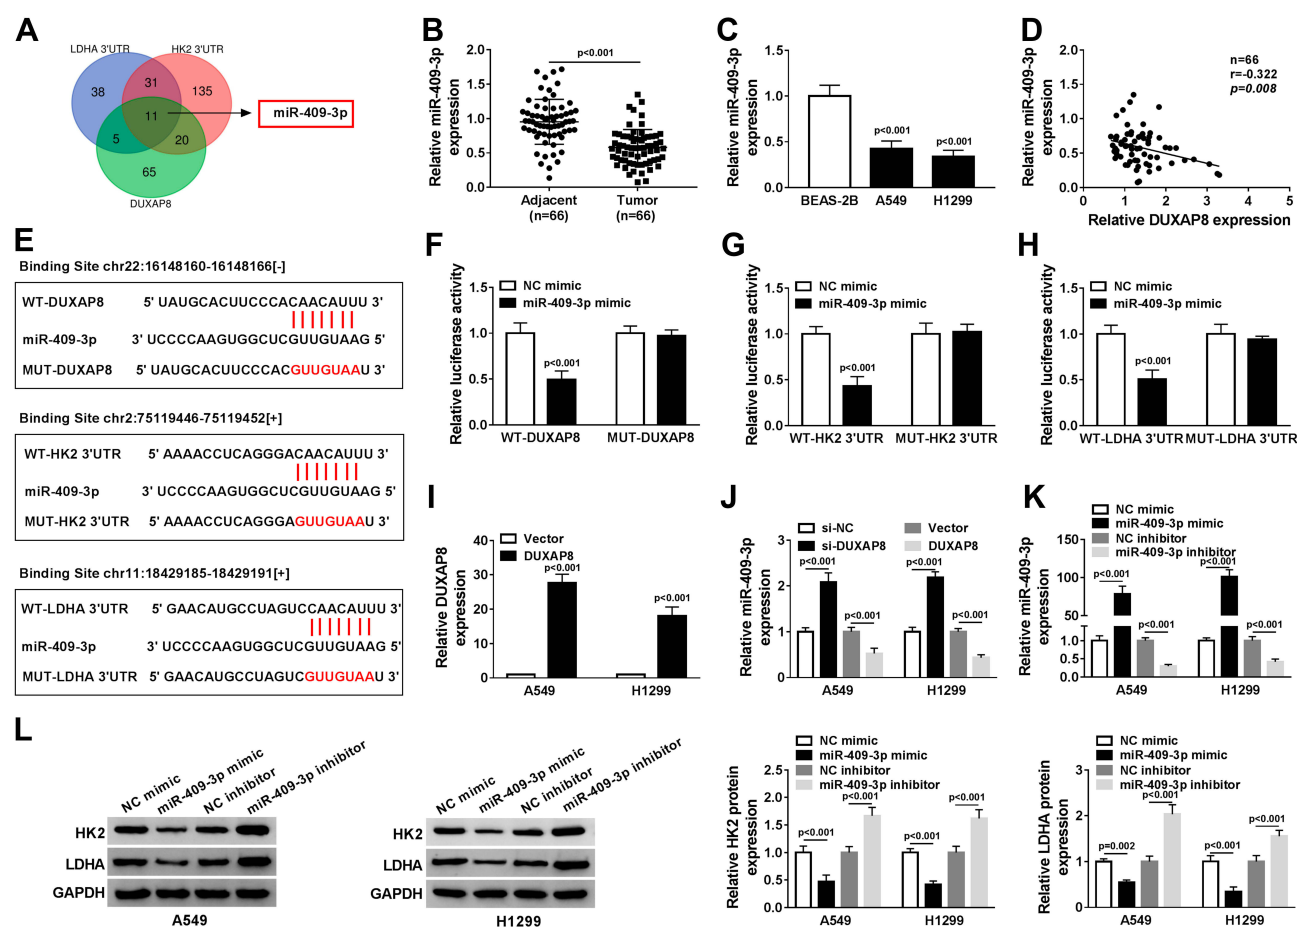 A
LDHA 3'UTR
HK2 3'UTR
38
31
135
11
5
20
65
DUXAP8
miR-409-3p
B
Relative miR-409-3p
expression
2.0
1.5
1.0
0.5
0.0
p<0.001
Adjacent
(n=66)
Tumor
(n=66)
C
Relative miR-409-3p
expression
1.5
1.0
0.5
0.0
p<0.001
p<0.001
BEAS-2B
A549
H1299
D
Relative miR-409-3p
expression
2.0
1.5
1.0
0.5
0.0
n=66
r=-0.322
p=0.008
0
1
2
3
4
5
Relative DUXAP8 expression
E
Binding Site chr22:16148160-16148166[-]
WT-DUXAP8 5' UAUGCACUUCCCACAACAUUU 3'
miR-409-3p 3' UCCCCAAGUGGCUCGUUGUAAG 5'
MUT-DUXAP8 5' UAUGCACUUCCCACGUUGUAAU 3'
Binding Site chr2:75119446-75119452[+]
WT-HK2 3'UTR 5' AAAACCUCAGGGACAACAUUU 3'
miR-409-3p 3' UCCCCAAGUGGCUCGUUGUAAG 5'
MUT-HK2 3'UTR 5' AAAACCUCAGGGAGUUGUAAU 3'
Binding Site chr11:18429185-18429191[+]
WT-LDHA 3'UTR 5' GAACAUGCCUAGUCCAACAUUU 3'
miR-409-3p 3' UCCCCAAGUGGCUCGUUGUAAG 5'
MUT-LDHA 3'UTR 5' GAACAUGCCUAGUCGUUGUAAU 3'
F
Relative luciferase activity
NC mimic
miR-409-3p mimic
1.5
1.0
0.5
0.0
p<0.001
WT-DUXAP8
MUT-DUXAP8
G
Relative luciferase activity
NC mimic
miR-409-3p mimic
1.5
1.0
0.5
0.0
p<0.001
WT-HK2 3'UTR
MUT-HK2 3'UTR
H
Relative luciferase activity
NC mimic
miR-409-3p mimic
1.5
1.0
0.5
0.0
p<0.001
WT-LDHA 3'UTR
MUT-LDHA 3'UTR
I
Relative DUXAP8
expression
Vector
DUXAP8
40
30
20
10
0
p<0.001
p<0.001
A549
H1299
J
Relative miR-409-3p
expression
si-NC
si-DUXAP8
Vector
DUXAP8
3
2
1
0
p<0.001
p<0.001
p<0.001
p<0.001
A549
H1299
K
Relative miR-409-3p
expression
NC mimic
miR-409-3p mimic
NC inhibitor
miR-409-3p inhibitor
150
100
50
1.0
0.5
0.0
p<0.001
p<0.001
p<0.001
p<0.001
A549
H1299
L
NC mimic
miR-409-3p mimic
NC inhibitor
miR-409-3p inhibitor
HK2
LDHA
GAPDH
A549
NC mimic
miR-409-3p mimic
NC inhibitor
miR-409-3p inhibitor
HK2
LDHA
GAPDH
H1299
Relative HK2 protein
expression
NC mimic
miR-409-3p mimic
NC inhibitor
miR-409-3p inhibitor
2.5
2.0
1.5
1.0
0.5
0.0
p<0.001
p<0.001
p<0.001
p<0.001
A549
H1299
Relative LDHA protein
expression
NC mimic
miR-409-3p mimic
NC inhibitor
miR-409-3p inhibitor
3
2
1
0
p=0.002
p<0.001
p<0.001
p<0.001
A549
H1299